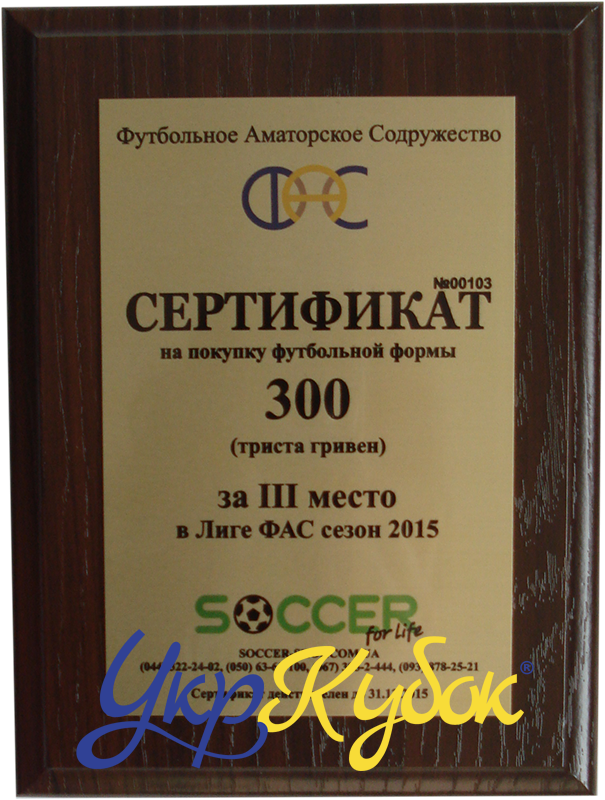 Футбольное Аматорское Содружество
ФАС
№00103
СЕРТИФИКАТ
на покупку футбольной формы
300
(триста гривен)
за III место
в Лиге ФАС сезон 2015
SOCCER
for life
УкрКубок®